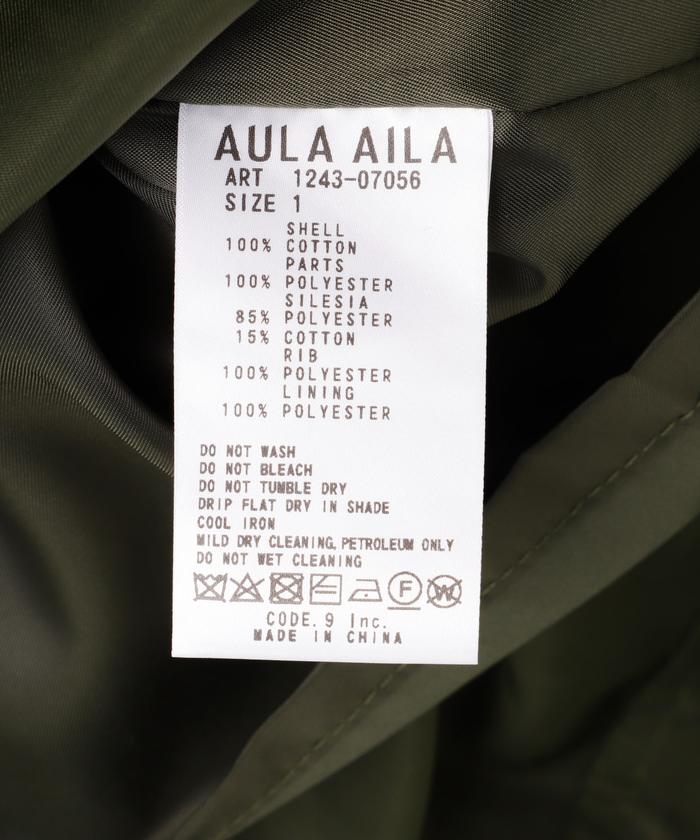 AULA AILA
ART 1243-07056
SIZE 1
SHELL
100% COTTON
PARTS
100% POLYESTER
SILESIA
85% POLYESTER
15% COTTON
RIB
100% POLYESTER
LINING
100% POLYESTER
DO NOT WASH
DO NOT BLEACH
DO NOT TUMBLE DRY
DRIP FLAT DRY IN SHADE
COOL IRON
MILD DRY CLEANING, PETROLEUM ONLY
DO NOT WET CLEANING
F W
CODE.9 Inc.
MADE IN CHINA